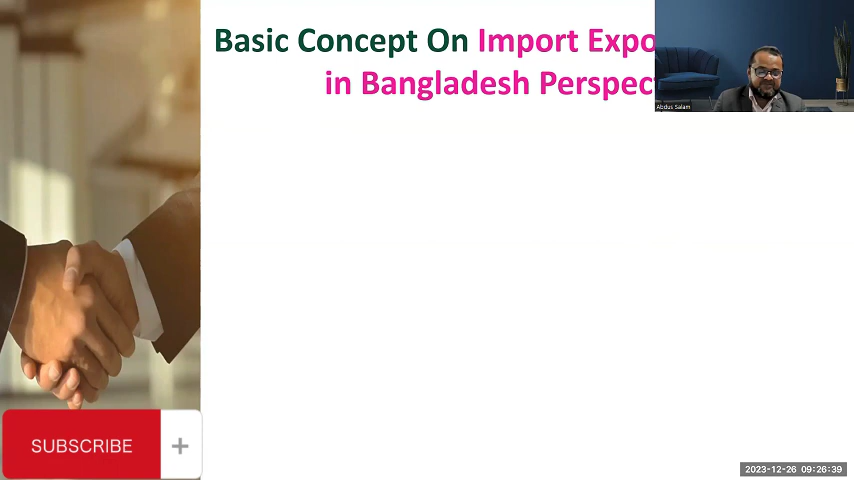 Basic Concept On Import Expo
in Bangladesh Perspec
Abdus Salam
SUBSCRIBE
2023-12-26 09:26:39